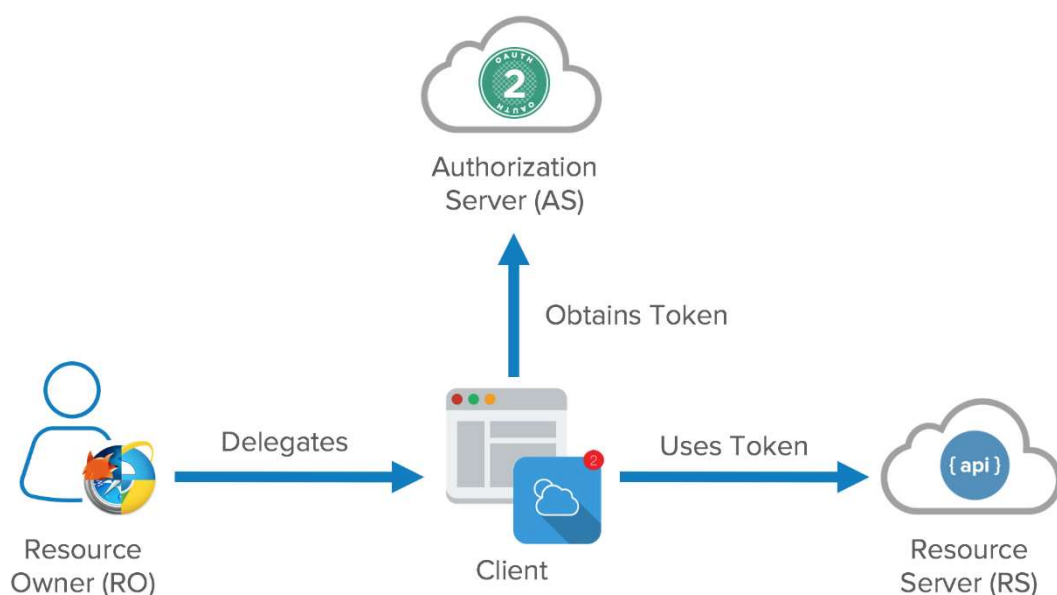 OAUTH
2
OAUTH
Authorization
Server (AS)
Obtains Token
Delegates
2
Uses Token
{ api }
Resource
Owner (RO)
Client
Resource
Server (RS)